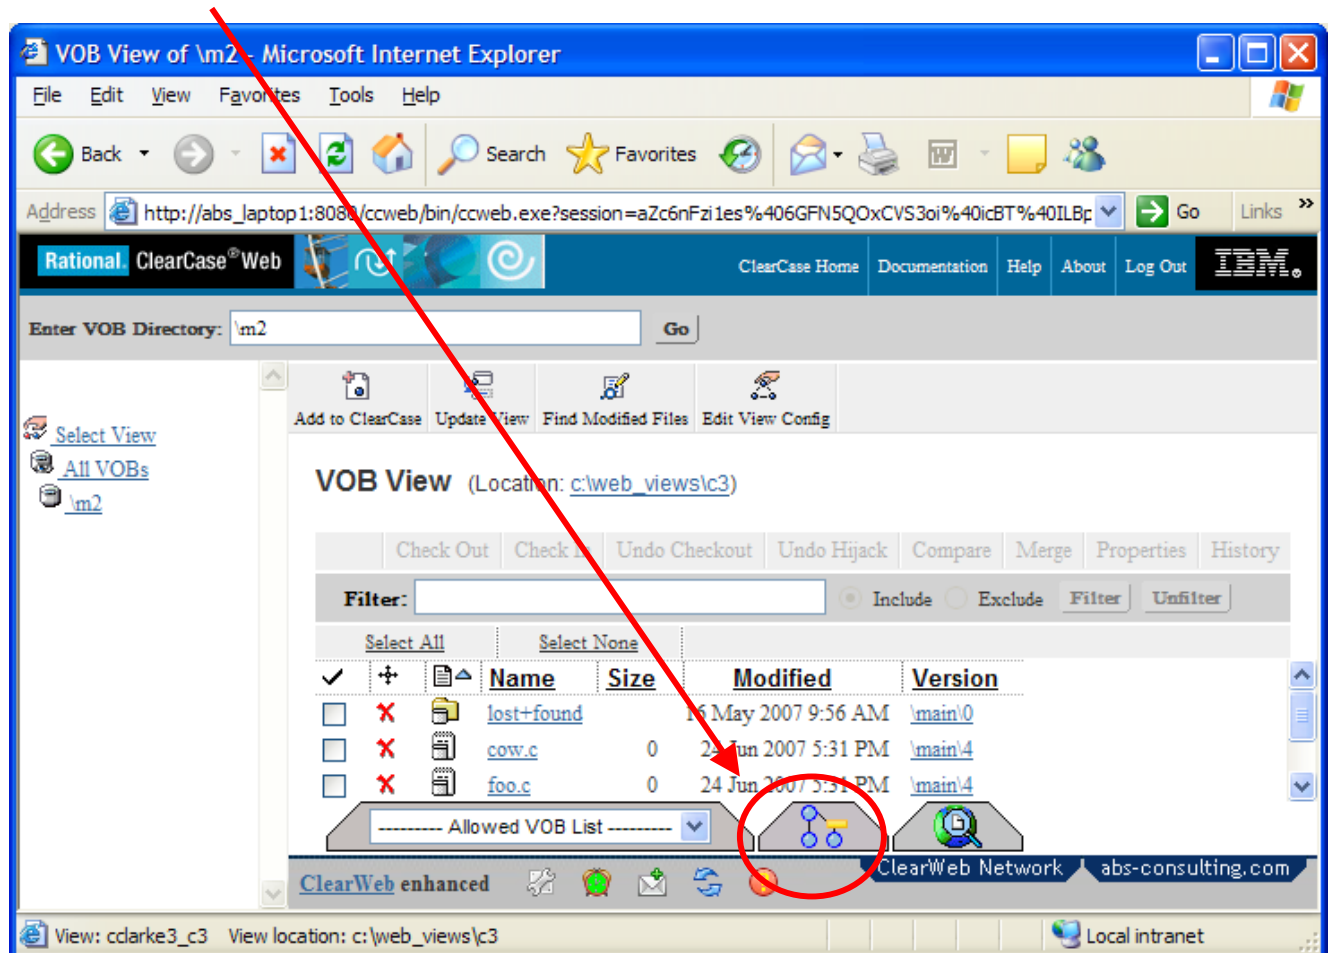 VOB View of \m2 - Microsoft Internet Explorer
File Edit View Favorites Tools Help
Back Search Favorites
Address http://abs_laptop1:8080/ccweb/bin/ccweb.exe?session=aZc6nFzi1es%406GFN5QOxCVS3oi%40icBT%40ILBp Go Links »
Rational. ClearCase®Web ClearCase Home Documentation Help About Log Out IBM®
Enter VOB Directory: \m2 Go
Add to ClearCase Update View Find Modified Files Edit View Config
Select View
All VOBs
\m2
VOB View (Location: c:\web_views\c3)
Check Out Check In Undo Checkout Undo Hijack Compare Merge Properties History
Filter: Include Exclude Filter Unfilter
Select All Select None
Name Size Modified Version
lost+found 16 May 2007 9:56 AM \main\0
cow.c 0 24 Jun 2007 5:31 PM \main\4
foo.c 0 24 Jun 2007 5:31 PM \main\4
--------- Allowed VOB List ---------
ClearWeb Network abs-consulting.com
ClearWeb enhanced
View: cclarke3_c3 View location: c:\web_views\c3 Local intranet